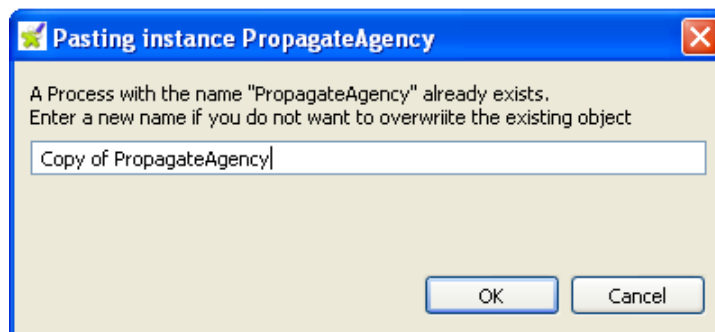 Pasting instance PropagateAgency
A Process with the name "PropagateAgency" already exists.
Enter a new name if you do not want to overwriite the existing object
Copy of PropagateAgency
OK Cancel